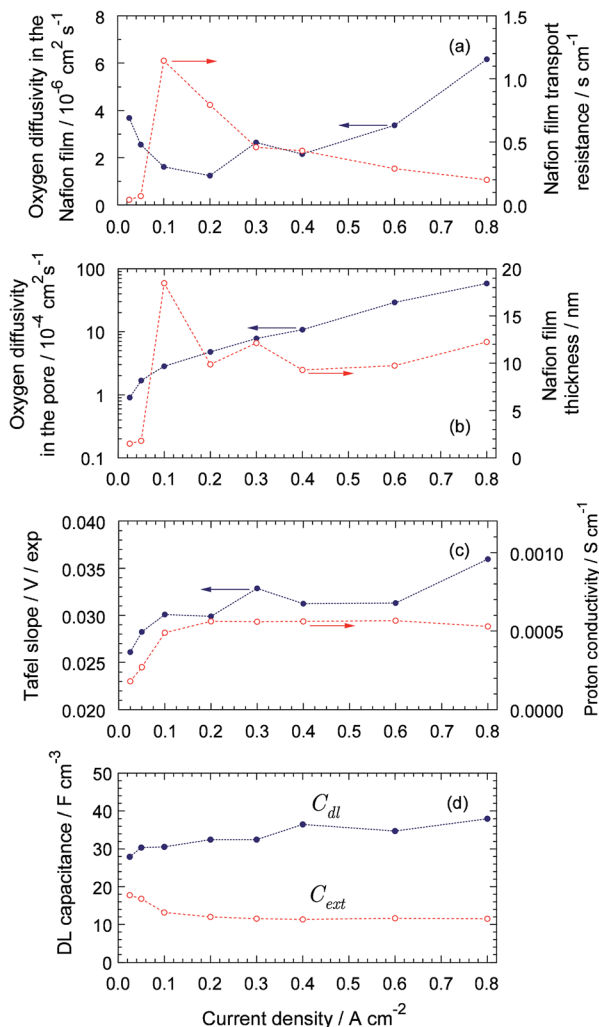 Oxygen diffusivity in the
Nafion film / 10⁻⁶ cm² s⁻¹
8
6
4
2
0
(a)
1.5
1.0
0.5
0.0
Nafion film transport
resistance / s cm⁻¹
0.0 0.1 0.2 0.3 0.4 0.5 0.6 0.7 0.8
Oxygen diffusivity
in the pore / 10⁻⁴ cm² s⁻¹
100
10
1
0.1
(b)
20
15
10
5
0
Nafion film
thickness / nm
0.0 0.1 0.2 0.3 0.4 0.5 0.6 0.7 0.8
Tafel slope / V / exp
0.040
0.035
0.030
0.025
0.020
(c)
0.0010
0.0005
0.0000
Proton conductivity / S cm⁻¹
0.0 0.1 0.2 0.3 0.4 0.5 0.6 0.7 0.8
DL capacitance / F cm⁻³
50
40
30
20
10
0
C_dl
(d)
C_ext
0.0 0.1 0.2 0.3 0.4 0.5 0.6 0.7 0.8
Current density / A cm⁻²